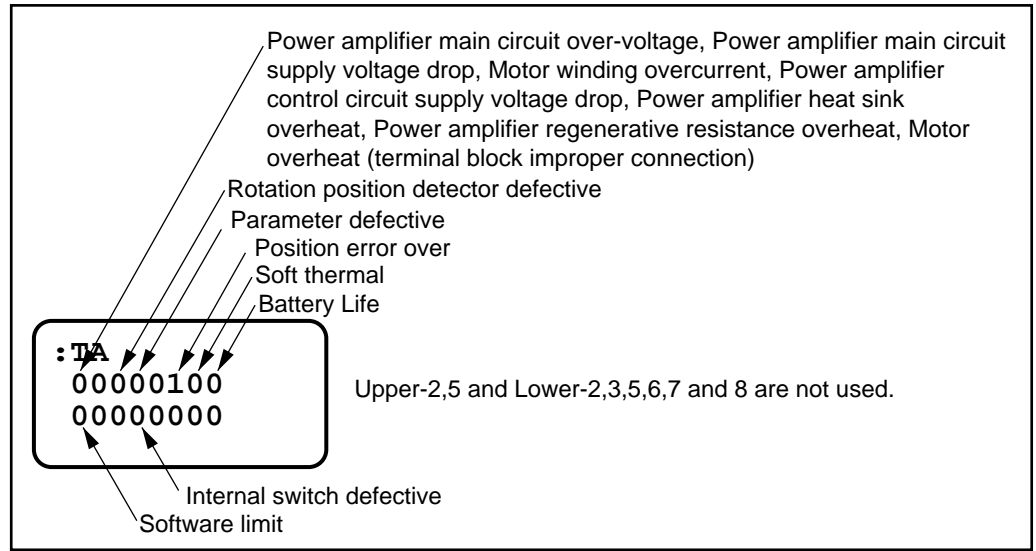 Power amplifier main circuit over-voltage, Power amplifier main circuit
supply voltage drop, Motor winding overcurrent, Power amplifier
control circuit supply voltage drop, Power amplifier heat sink
overheat, Power amplifier regenerative resistance overheat, Motor
overheat (terminal block improper connection)
Rotation position detector defective
Parameter defective
Position error over
Soft thermal
Battery Life
:TA
00000100
00000000
Upper-2,5 and Lower-2,3,5,6,7 and 8 are not used.
Internal switch defective
Software limit